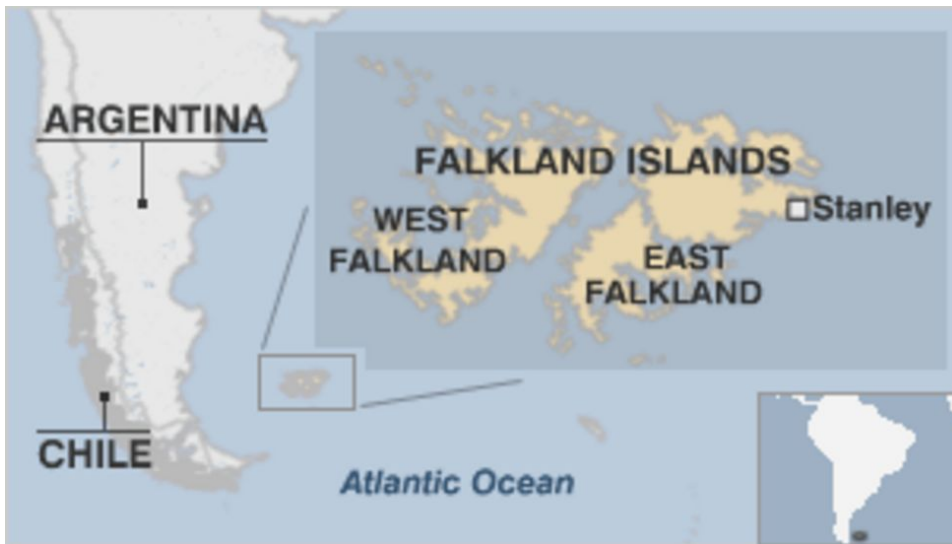 ARGENTINA
FALKLAND ISLANDS
WEST
FALKLAND
Stanley
EAST
FALKLAND
CHILE
Atlantic Ocean